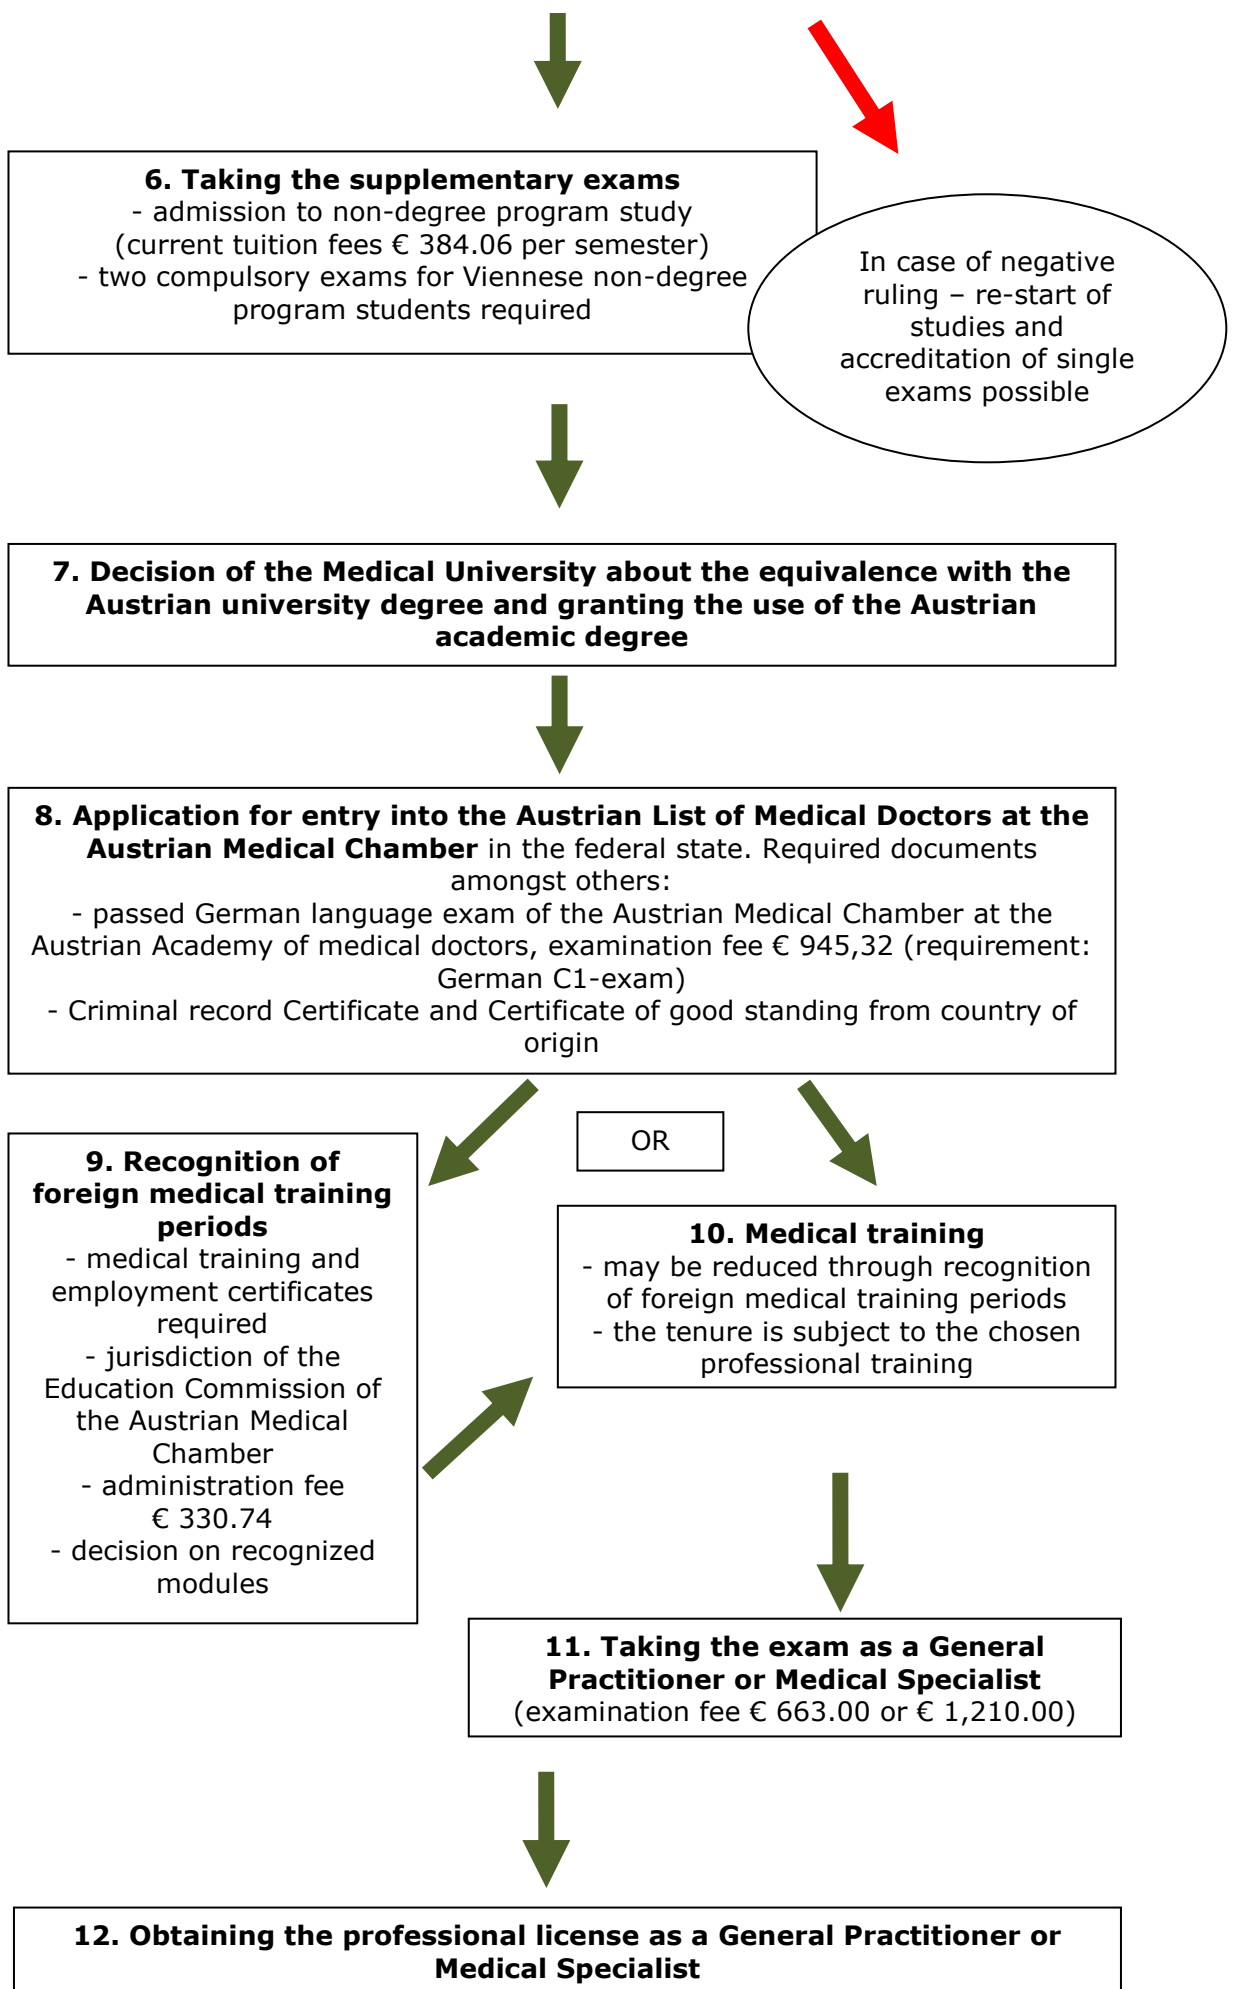 6. Taking the supplementary exams
- admission to non-degree program study
(current tuition fees € 384.06 per semester)
- two compulsory exams for Viennese non-degree
program students required
In case of negative
ruling – re-start of
studies and
accreditation of single
exams possible
7. Decision of the Medical University about the equivalence with the
Austrian university degree and granting the use of the Austrian
academic degree
8. Application for entry into the Austrian List of Medical Doctors at the
Austrian Medical Chamber in the federal state. Required documents
amongst others:
- passed German language exam of the Austrian Medical Chamber at the
Austrian Academy of medical doctors, examination fee € 945,32 (requirement:
German C1-exam)
- Criminal record Certificate and Certificate of good standing from country of
origin
OR
9. Recognition of
foreign medical training
periods
- medical training and
employment certificates
required
- jurisdiction of the
Education Commission of
the Austrian Medical
Chamber
- administration fee
€ 330.74
- decision on recognized
modules
10. Medical training
- may be reduced through recognition
of foreign medical training periods
- the tenure is subject to the chosen
professional training
11. Taking the exam as a General
Practitioner or Medical Specialist
(examination fee € 663.00 or € 1,210.00)
12. Obtaining the professional license as a General Practitioner or
Medical Specialist